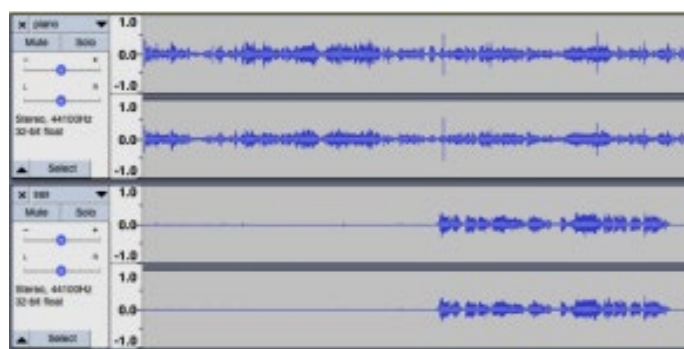 × piano ▼
Mute Solo
- +
L R
Stereo, 44100Hz
32-bit float
▲ Select
1.0
0.0
-1.0
1.0
0.0
-1.0
×
Mute Solo
- +
L R
Stereo, 44100Hz
32-bit float
▲ Select
1.0
0.0
-1.0
1.0
0.0
-1.0